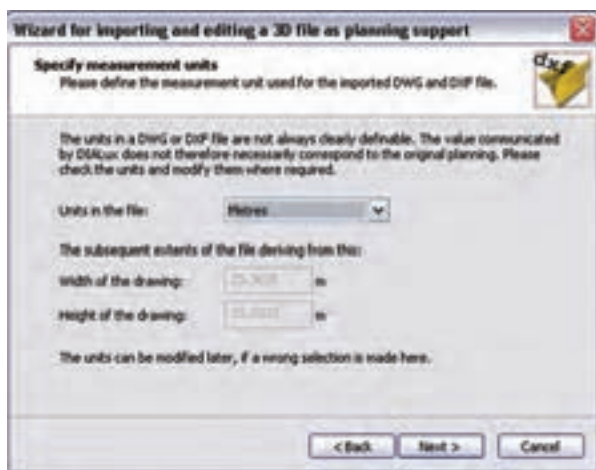 Wizard for importing and editing a 3D file as planning support
Specify measurement units
Please define the measurement unit used for the imported DWG and DXF file.
dxf
The units in a DWG or DXF file are not always clearly definable. The value communicated
by DIALux does not therefore necessarily correspond to the original planning. Please
check the units and modify them where required.
Units in the file: Metres
The subsequent extents of the file deriving from this:
Width of the drawing: m
Height of the drawing: m
The units can be modified later, if a wrong selection is made here.
< Back Next > Cancel